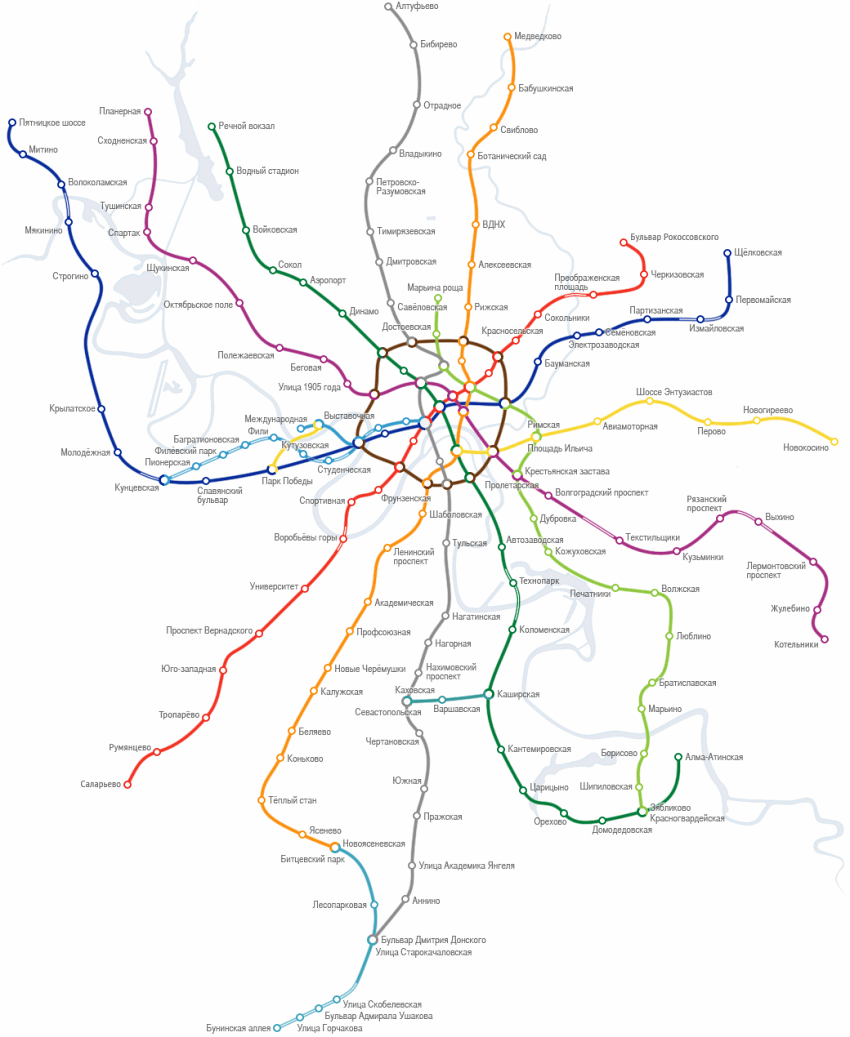 Алтуфьево
Медведково
Бибирево
Бабушкинская
Отрадное
Планерная
Пятницкое шоссе
Речной вокзал
Свиблово
Сходненская
Митино
Владыкино
Ботанический сад
Водный стадион
Волоколамская
Петровско-
Разумовская
Тушинская
ВДНХ
Войковская
Мякинино
Спартак
Тимирязевская
Бульвар Рокоссовского
Щёлковская
Щукинская
Сокол
Дмитровская
Алексеевская
Строгино
Аэропорт
Преображенская
площадь
Черкизовская
Марьина роща
Октябрьское поле
Савёловская
Рижская
Первомайская
Динамо
Сокольники
Партизанская
Достоевская
Красносельская
Измайловская
Семёновская
Электрозаводская
Полежаевская
Беговая
Бауманская
Улица 1905 года
Шоссе Энтузиастов
Крылатское
Международная
Выставочная
Новогиреево
Фили
Римская
Авиамоторная
Перово
Багратионовская
Кутузовская
Площадь Ильича
Новокосино
Филёвский парк
Молодёжная
Пионерская
Студенческая
Крестьянская застава
Парк Победы
Пролетарская
Кунцевская
Славянский
бульвар
Спортивная
Фрунзенская
Волгоградский проспект
Рязанский
проспект
Шаболовская
Дубровка
Выхино
Воробьёвы горы
Тульская
Автозаводская
Текстильщики
Ленинский
проспект
Кожуховская
Кузьминки
Лермонтовский
проспект
Университет
Технопарк
Печатники
Волжская
Академическая
Жулебино
Нагатинская
Проспект Вернадского
Профсоюзная
Коломенская
Люблино
Котельники
Нагорная
Юго-западная
Новые Черёмушки
Нахимовский
проспект
Калужская
Каховская
Братиславская
Каширская
Варшавская
Севастопольская
Марьино
Тропарёво
Беляево
Чертановская
Румянцево
Кантемировская
Борисово
Алма-Атинская
Коньково
Саларьево
Южная
Царицыно
Шипиловская
Тёплый стан
Зябликово
Красногвардейская
Пражская
Орехово
Домодедовская
Ясенево
Новоясеневская
Битцевский парк
Улица Академика Янгеля
Лесопарковая
Аннино
Бульвар Дмитрия Донского
Улица Старокачаловская
Улица Скобелевская
Бульвар Адмирала Ушакова
Бунинская аллея
Улица Горчакова